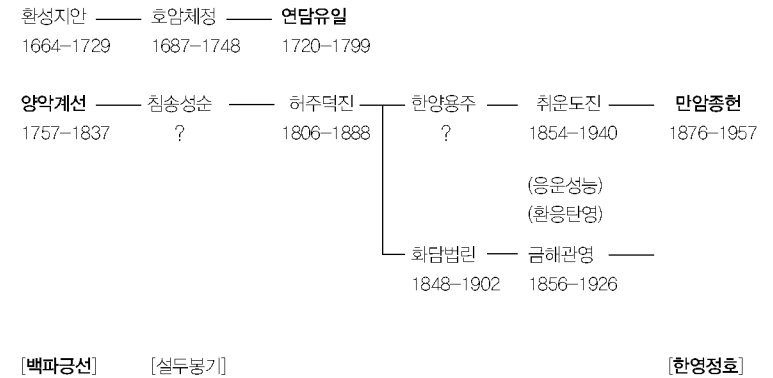 환성지안 호암체정 연담유일
1664–1729 1687–1748 1720–1799
양악계선 침송성순 허주덕진 한양용주 취운도진 만암종헌
1757–1837 ? 1806–1888 ? 1854–1940 1876–1957
(응운성능)
(환응탄영)
화담법린 금해관영
1848–1902 1856–1926
[백파긍선] [설두봉기] [한영정호]